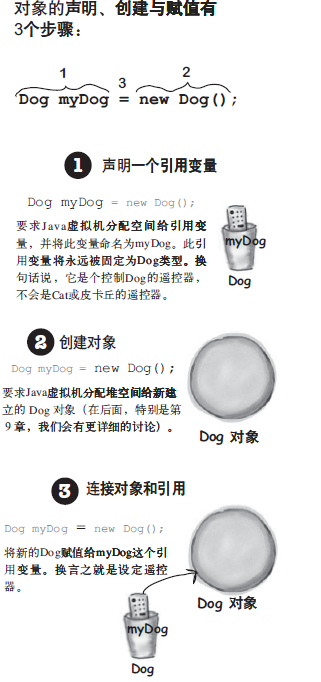 对象的声明、创建与赋值有
3个步骤：
1 3 2
Dog myDog = new Dog();
1 声明一个引用变量
Dog myDog = new Dog();
要求Java虚拟机分配空间给引用变
量，并将此变量命名为myDog。此引
用变量将永远被固定为Dog类型。换
句话说，它是个控制Dog的遥控器，
不会是Cat或皮卡丘的遥控器。
myDog
Dog
2 创建对象
Dog myDog = new Dog();
要求Java虚拟机分配堆空间给新建
立的 Dog 对象（在后面，特别是第
9章，我们会有更详细的讨论）。
Dog 对象
3 连接对象和引用
Dog myDog = new Dog();
将新的Dog赋值给myDog这个引
用变量。换言之就是设定遥控
器。
Dog 对象
myDog
Dog